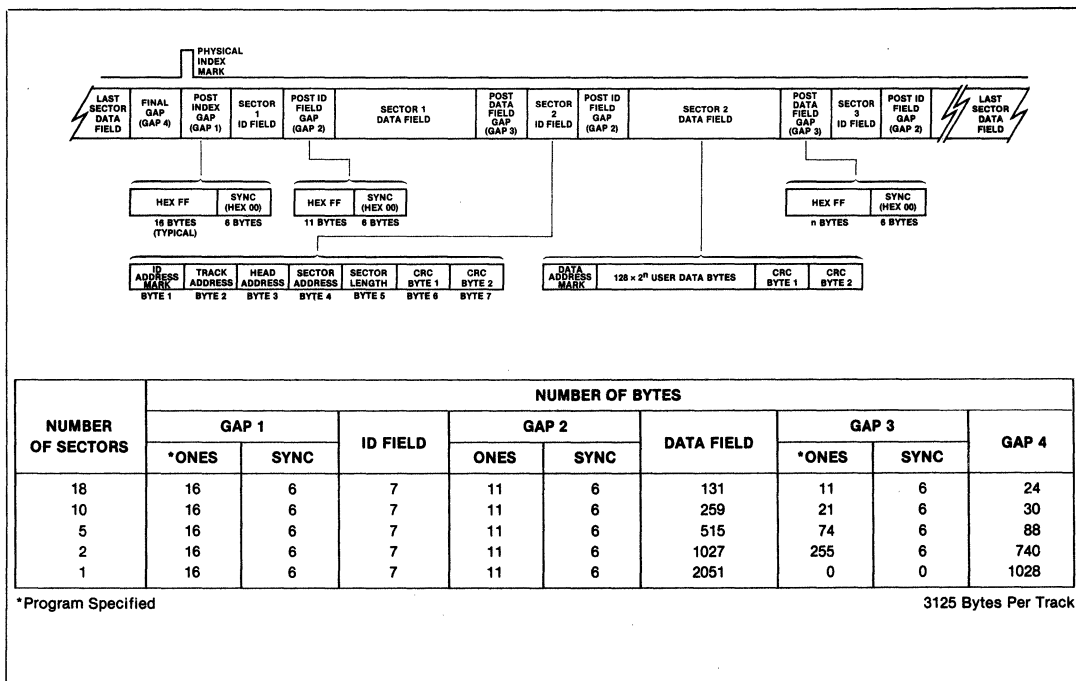 PHYSICAL
INDEX
MARK
LAST
SECTOR
DATA
FIELD
FINAL
GAP
(GAP 4)
POST
INDEX
GAP
(GAP 1)
SECTOR
1
ID FIELD
POST ID
FIELD
GAP
(GAP 2)
SECTOR 1
DATA FIELD
POST
DATA
FIELD
GAP
(GAP 3)
SECTOR
2
ID FIELD
POST ID
FIELD
GAP
(GAP 2)
SECTOR 2
DATA FIELD
POST
DATA
FIELD
GAP
(GAP 3)
SECTOR
3
ID FIELD
POST ID
FIELD
GAP
(GAP 2)
LAST
SECTOR
DATA
FIELD
HEX FF
SYNC
(HEX 00)
16 BYTES
(TYPICAL)
6 BYTES
HEX FF
SYNC
(HEX 00)
11 BYTES
6 BYTES
HEX FF
SYNC
(HEX 00)
n BYTES
6 BYTES
ID
ADDRESS
MARK
TRACK
ADDRESS
HEAD
ADDRESS
SECTOR
ADDRESS
SECTOR
LENGTH
CRC
BYTE 1
CRC
BYTE 2
BYTE 1 BYTE 2 BYTE 3 BYTE 4 BYTE 5 BYTE 6 BYTE 7
DATA
ADDRESS
MARK
128 × 2ⁿ USER DATA BYTES
CRC
BYTE 1
CRC
BYTE 2
NUMBER
OF SECTORS
NUMBER OF BYTES
GAP 1
ID FIELD
GAP 2
DATA FIELD
GAP 3
GAP 4
*ONES SYNC ONES SYNC *ONES SYNC
18 16 6 7 11 6 131 11 6 24
10 16 6 7 11 6 259 21 6 30
5 16 6 7 11 6 515 74 6 88
2 16 6 7 11 6 1027 255 6 740
1 16 6 7 11 6 2051 0 0 1028
*Program Specified
3125 Bytes Per Track